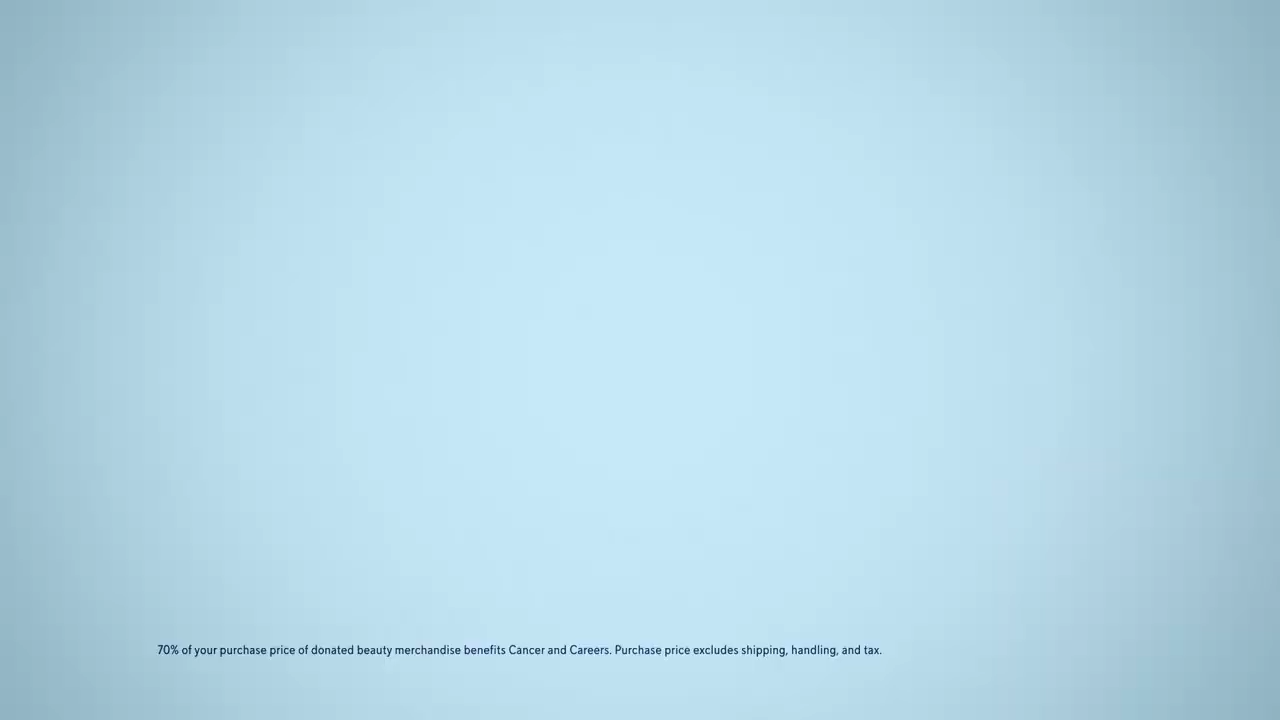 70% of your purchase price of donated beauty merchandise benefits Cancer and Careers. Purchase price excludes shipping, handling, and tax.